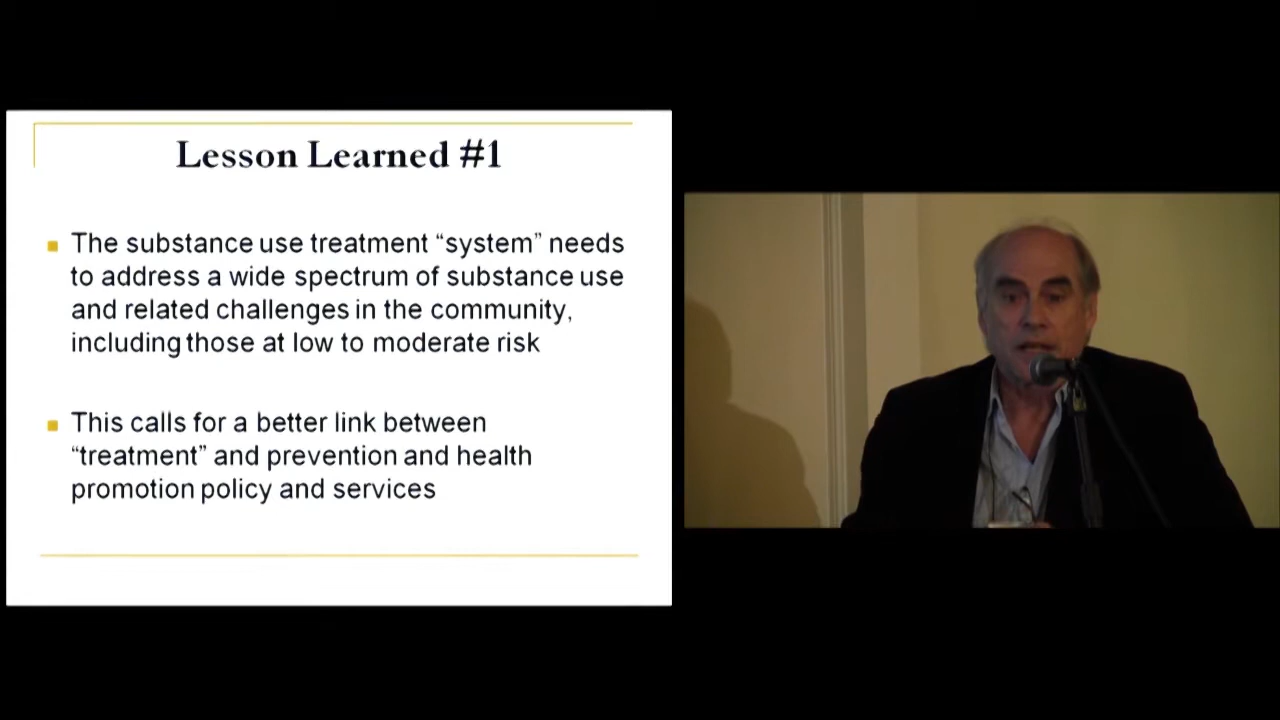 Lesson Learned #1
The substance use treatment “system” needs
to address a wide spectrum of substance use
and related challenges in the community,
including those at low to moderate risk
This calls for a better link between
“treatment” and prevention and health
promotion policy and services